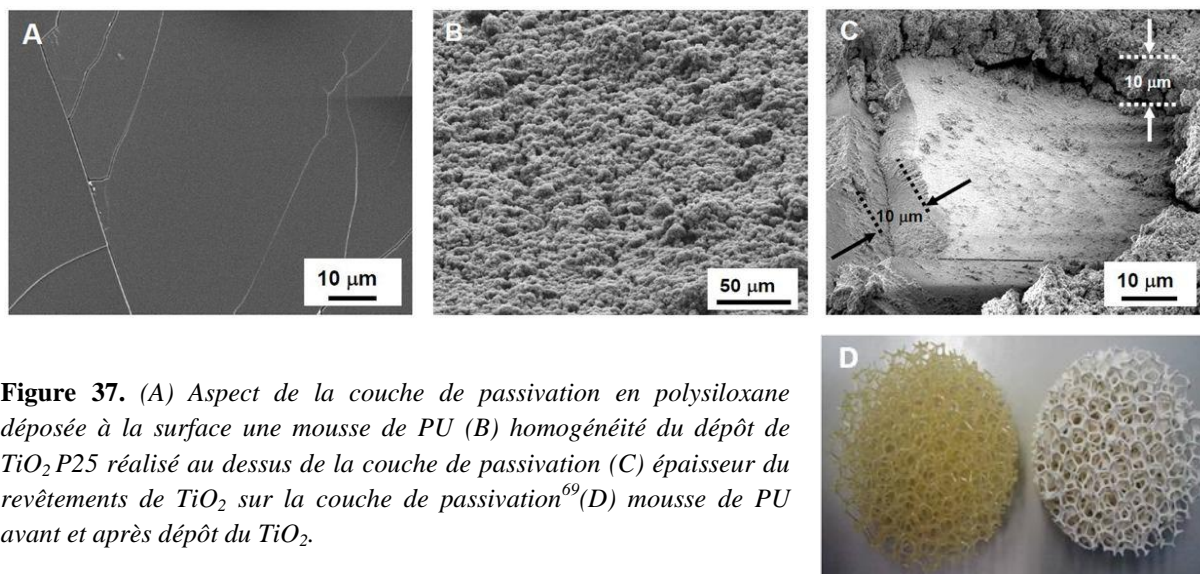 A
B
C
10 µm
10 µm
10 µm
50 µm
10 µm
D
Figure 37. (A) Aspect de la couche de passivation en polysiloxane
déposée à la surface une mousse de PU (B) homogénéité du dépôt de
TiO2 P25 réalisé au dessus de la couche de passivation (C) épaisseur du
revêtements de TiO2 sur la couche de passivation69(D) mousse de PU
avant et après dépôt du TiO2.